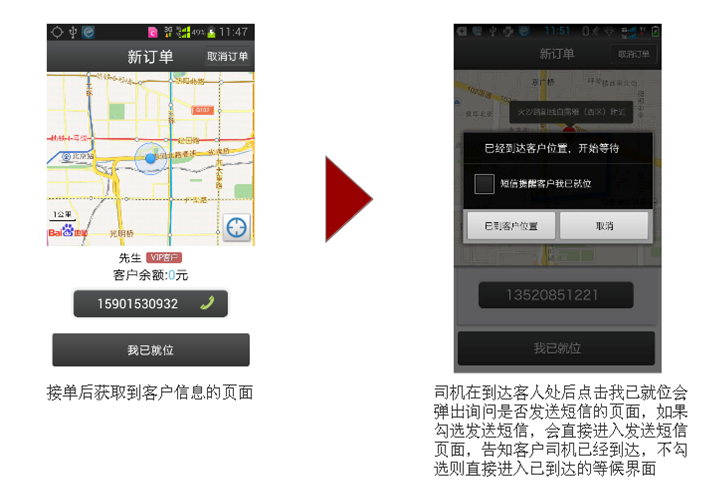 49% 11:47
新订单 取消订单
G102
北京站
1公里
Bai 地图
光明桥
先生 VIP客户
客户余额:0元
15901530932
我已就位
接单后获取到客户信息的页面
11:51
新订单 取消订单
京广桥
已经到达客户位置，开始等待
短信提醒客户我已就位
已到客户位置 取消
13520851221
我已就位
司机在到达客人处后点击我已就位会
弹出询问是否发送短信的页面，如果
勾选发送短信，会直接进入发送短信
页面，告知客户司机已经到达，不勾
选则直接进入已到达的等候界面